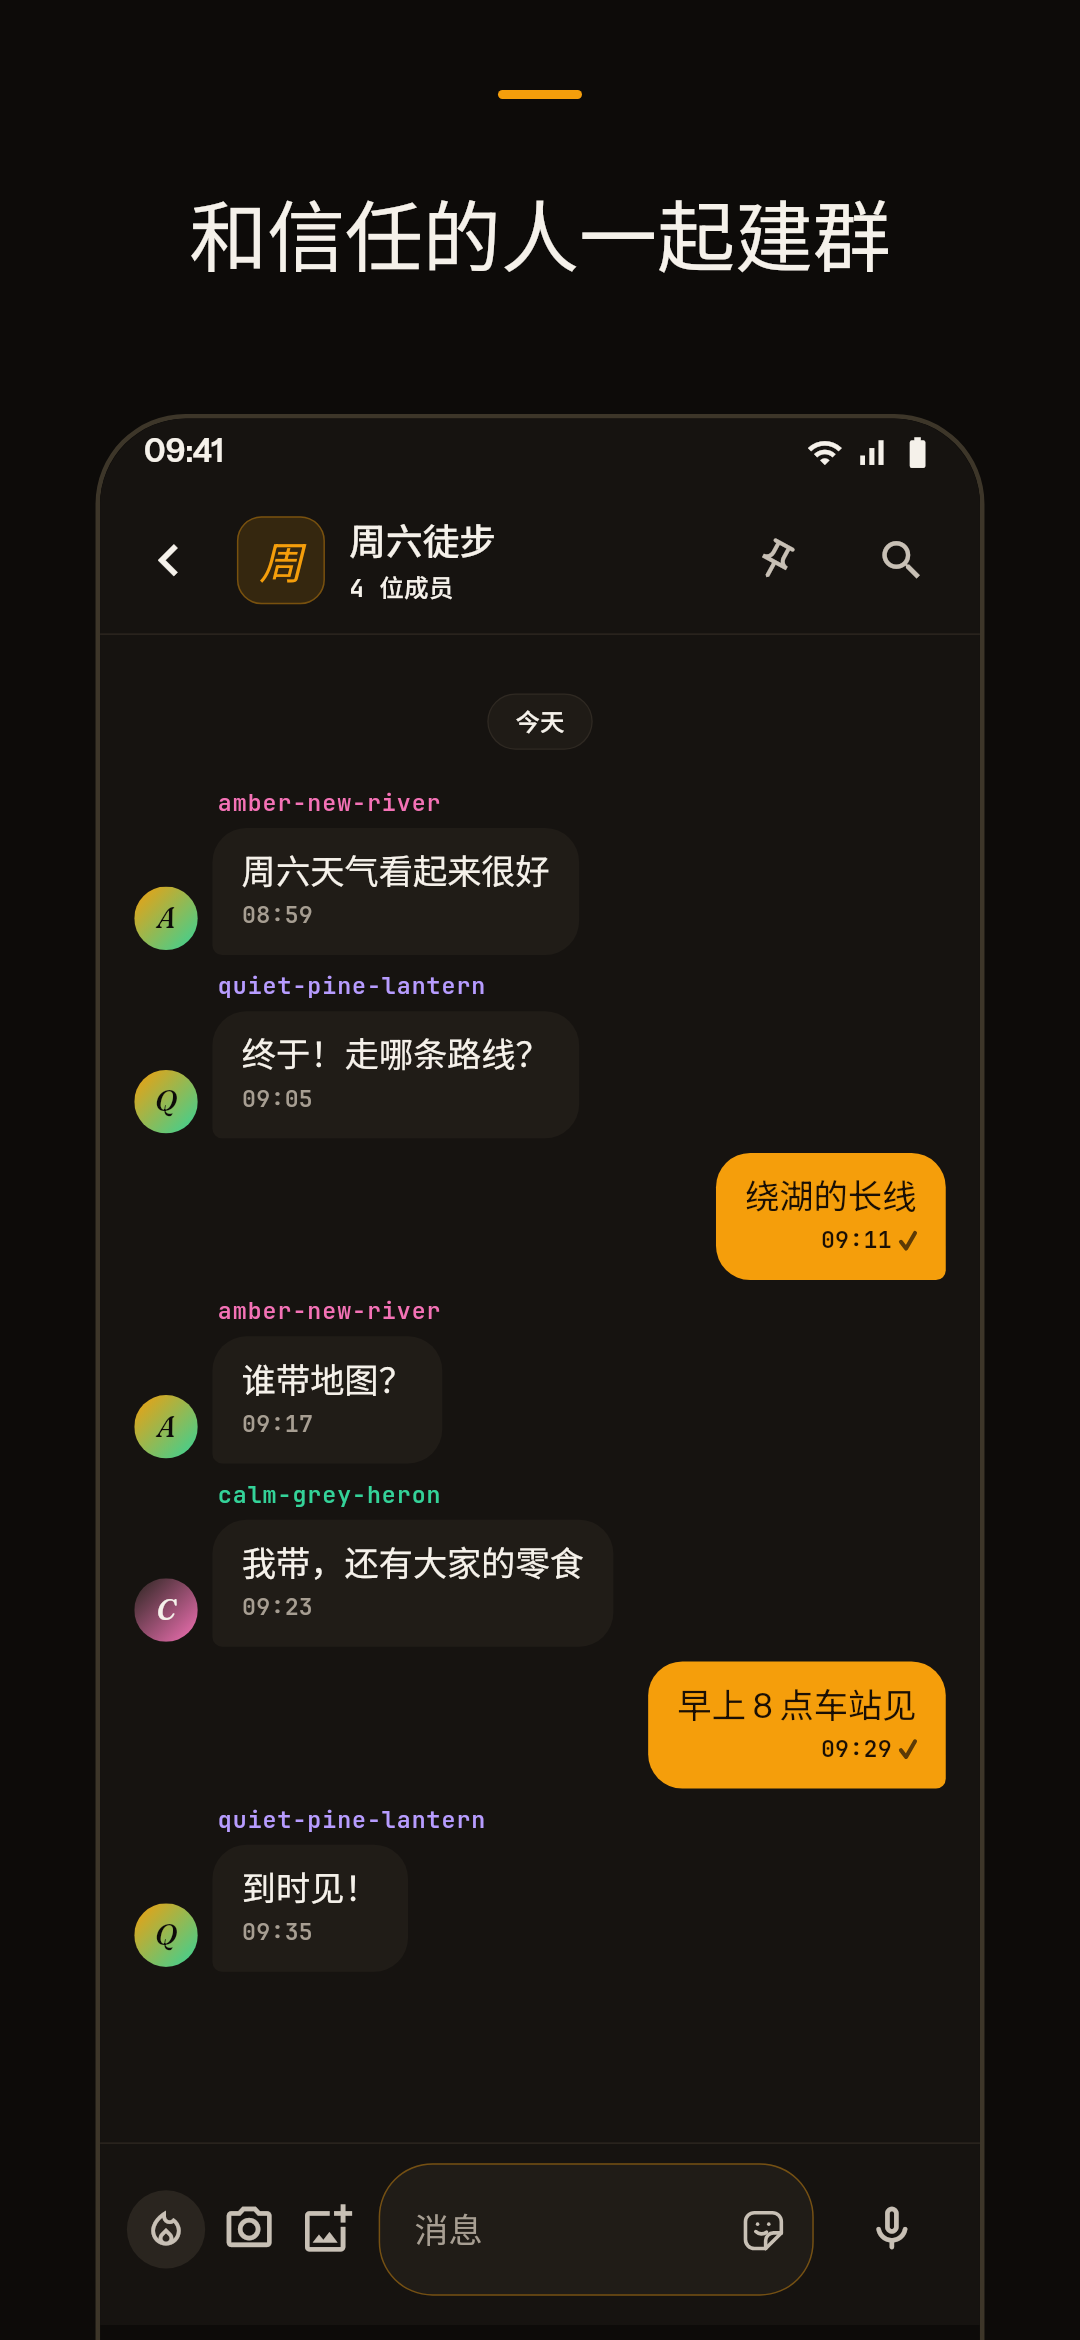 和信任的人一起建群
09:41
周
周六徒步
4 位成员
今天
amber-new-river
周六天气看起来很好
08:59
A
quiet-pine-lantern
终于！走哪条路线？
09:05
Q
绕湖的长线
09:11
amber-new-river
谁带地图？
09:17
A
calm-grey-heron
我带，还有大家的零食
09:23
C
早上 8 点车站见
09:29
quiet-pine-lantern
到时见！
09:35
Q
消息